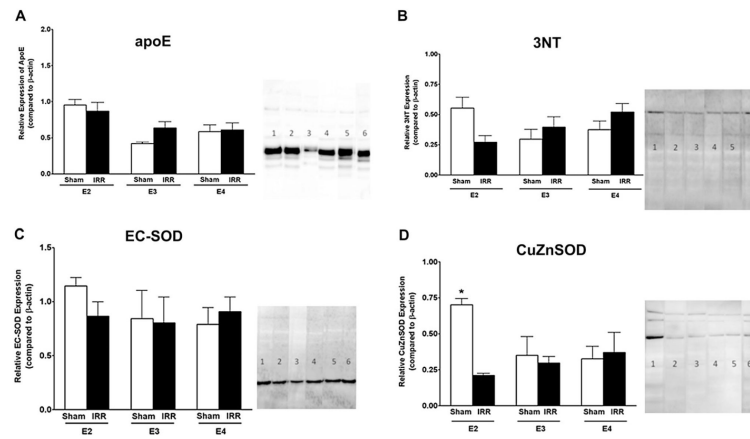 A
apoE
Relative Expression of ApoE
(compared to β-actin)
2.0
1.5
1.0
0.5
0.0
Sham IRR Sham IRR Sham IRR
E2 E3 E4
1 2 3 4 5 6
B
3NT
Relative 3NT Expression
(compared to β-actin)
1.00
0.75
0.50
0.25
0.00
Sham IRR Sham IRR Sham IRR
E2 E3 E4
1 2 3 4 5
C
EC-SOD
Relative EC-SOD Expression
(compared to β-actin)
1.5
1.0
0.5
0.0
Sham IRR Sham IRR Sham IRR
E2 E3 E4
1 2 3 4 5 6
D
CuZnSOD
Relative CuZnSOD Expression
(compared to β-actin)
1.00
0.75
0.50
0.25
0.00
*
Sham IRR Sham IRR Sham IRR
E2 E3 E4
1 2 3 4 5 6